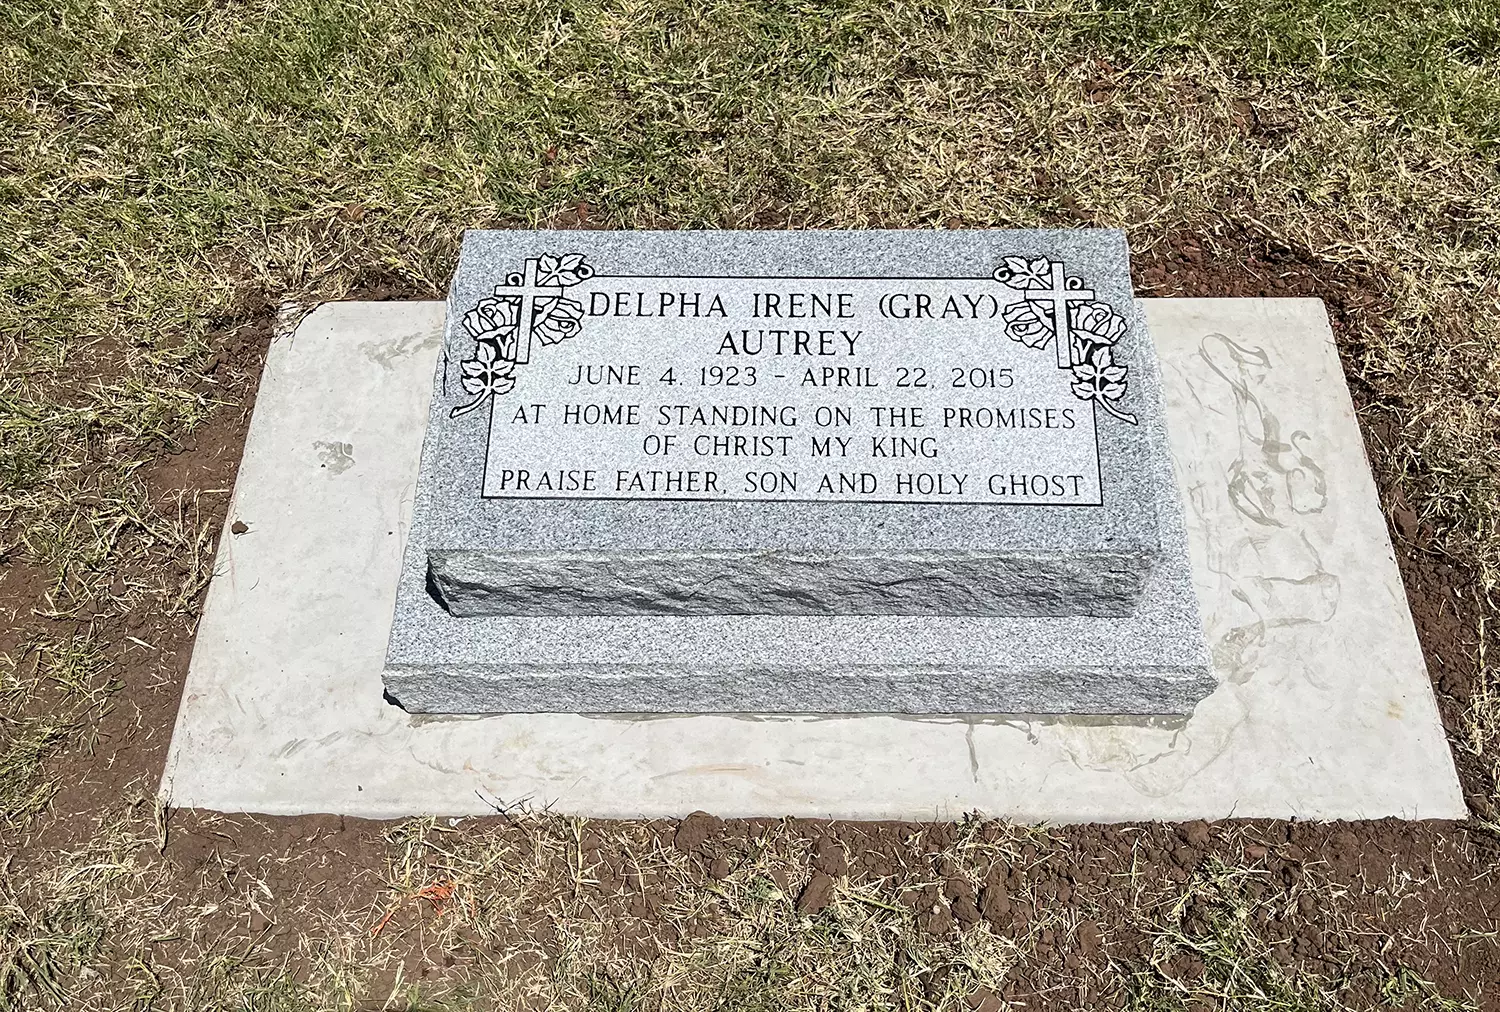 DELPHA IRENE (GRAY)
AUTREY
JUNE 4, 1923 - APRIL 22, 2015
AT HOME STANDING ON THE PROMISES
OF CHRIST MY KING
PRAISE FATHER, SON AND HOLY GHOST